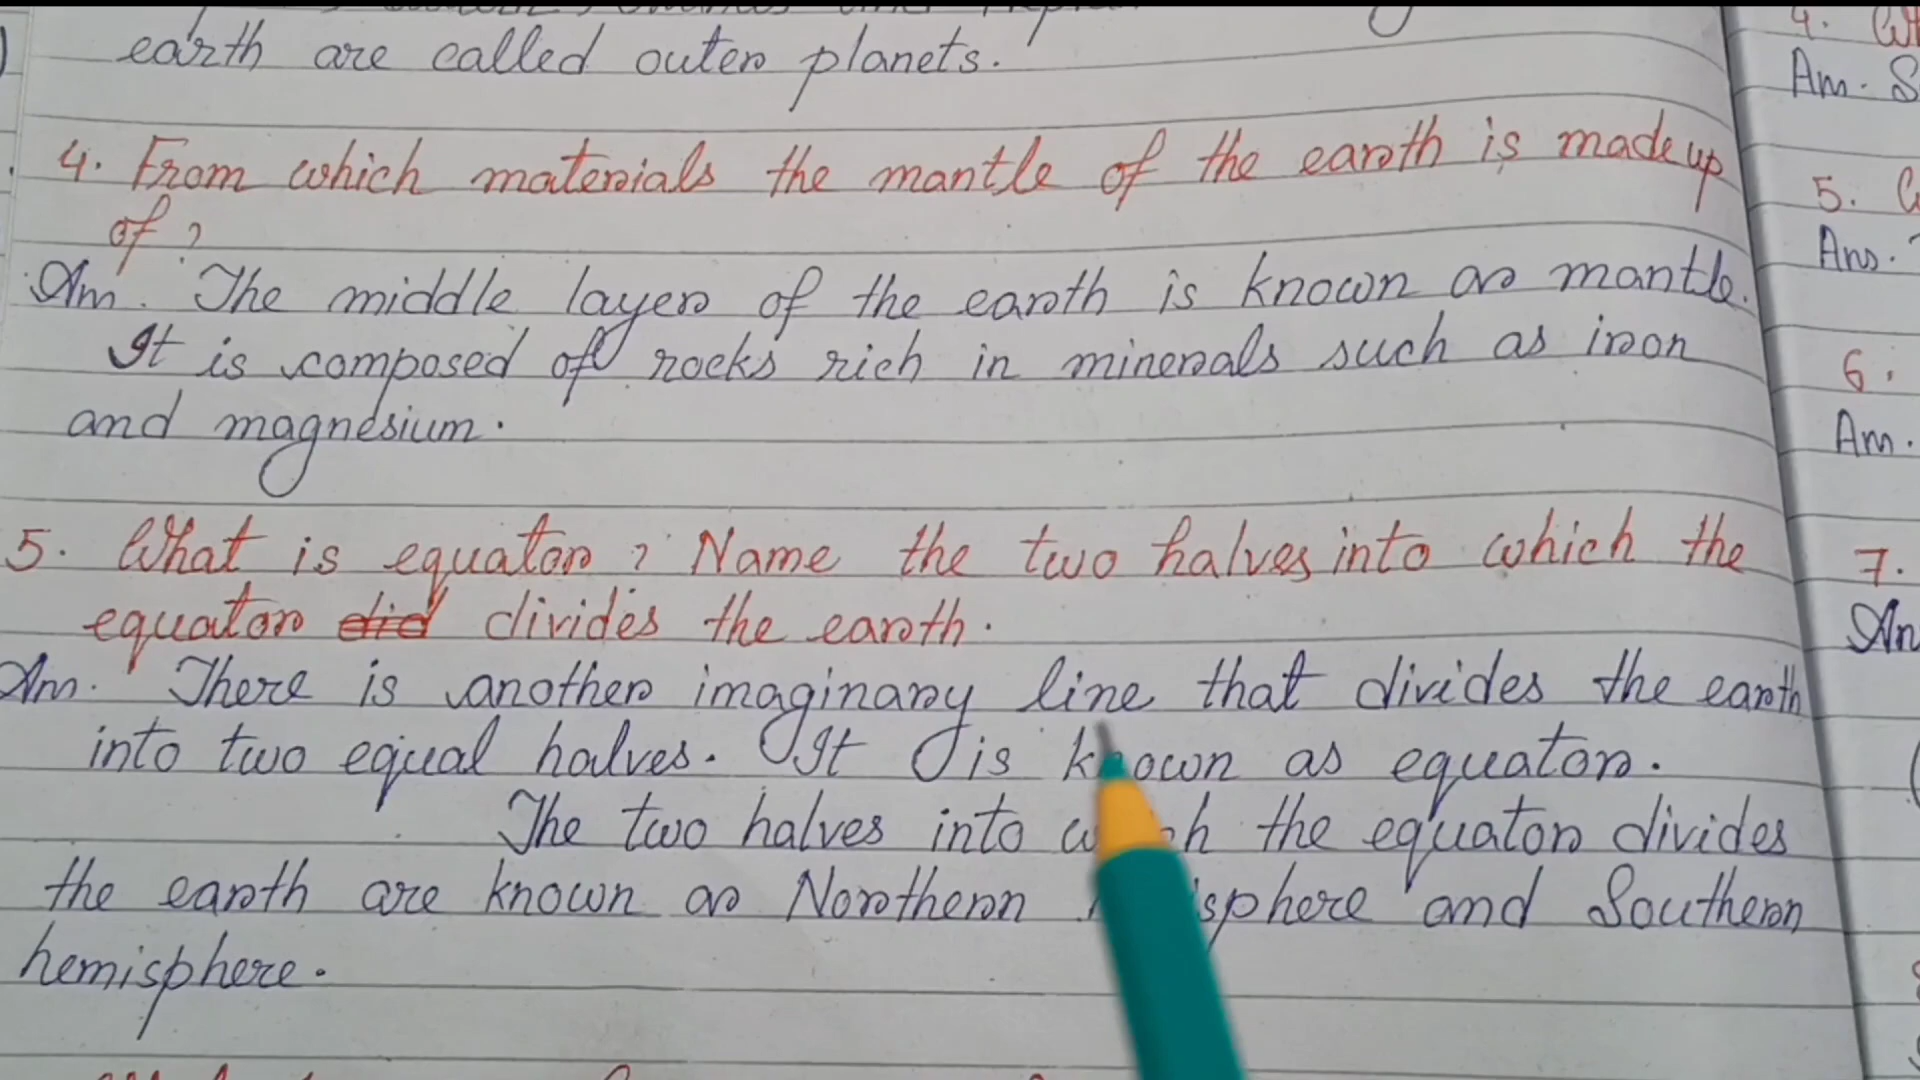 earth are called outer planets.
4. From which materials the mantle of the earth is made up
of ?
Ans. The middle layer of the earth is known as mantle.
It is composed of rocks rich in minerals such as iron
and magnesium.
5. What is equator ? Name the two halves into which the
equator did divides the earth.
Ans. There is another imaginary line that divides the earth
into two equal halves. It is known as equator.
The two halves into which the equator divides
the earth are known as Northern hemisphere and Southern
hemisphere.
4.
Ans. S
5.
Ans.
6.
Ans.
7.